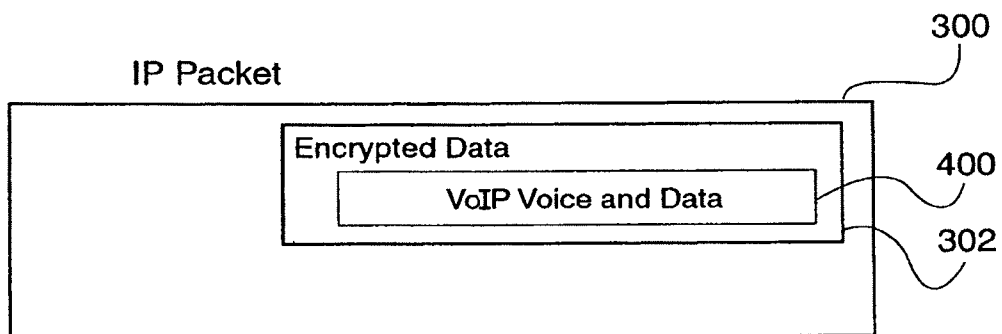 300
IP Packet
Encrypted Data
400
VoIP Voice and Data
302